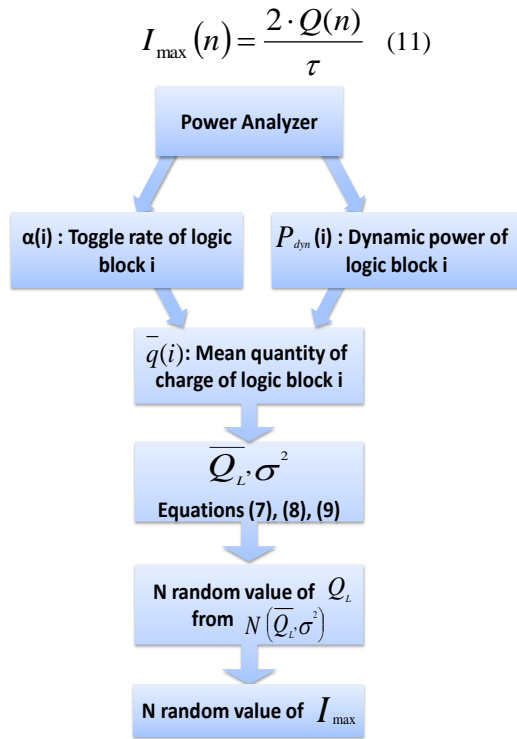 I_max(n) = 2·Q(n) / τ (11)
Power Analyzer
α(i) : Toggle rate of logic
block i
P_dyn (i) : Dynamic power of
logic block i
q̅(i): Mean quantity of
charge of logic block i
Q̅_L, σ²
Equations (7), (8), (9)
N random value of Q_L
from N(Q̅_L, σ²)
N random value of I_max